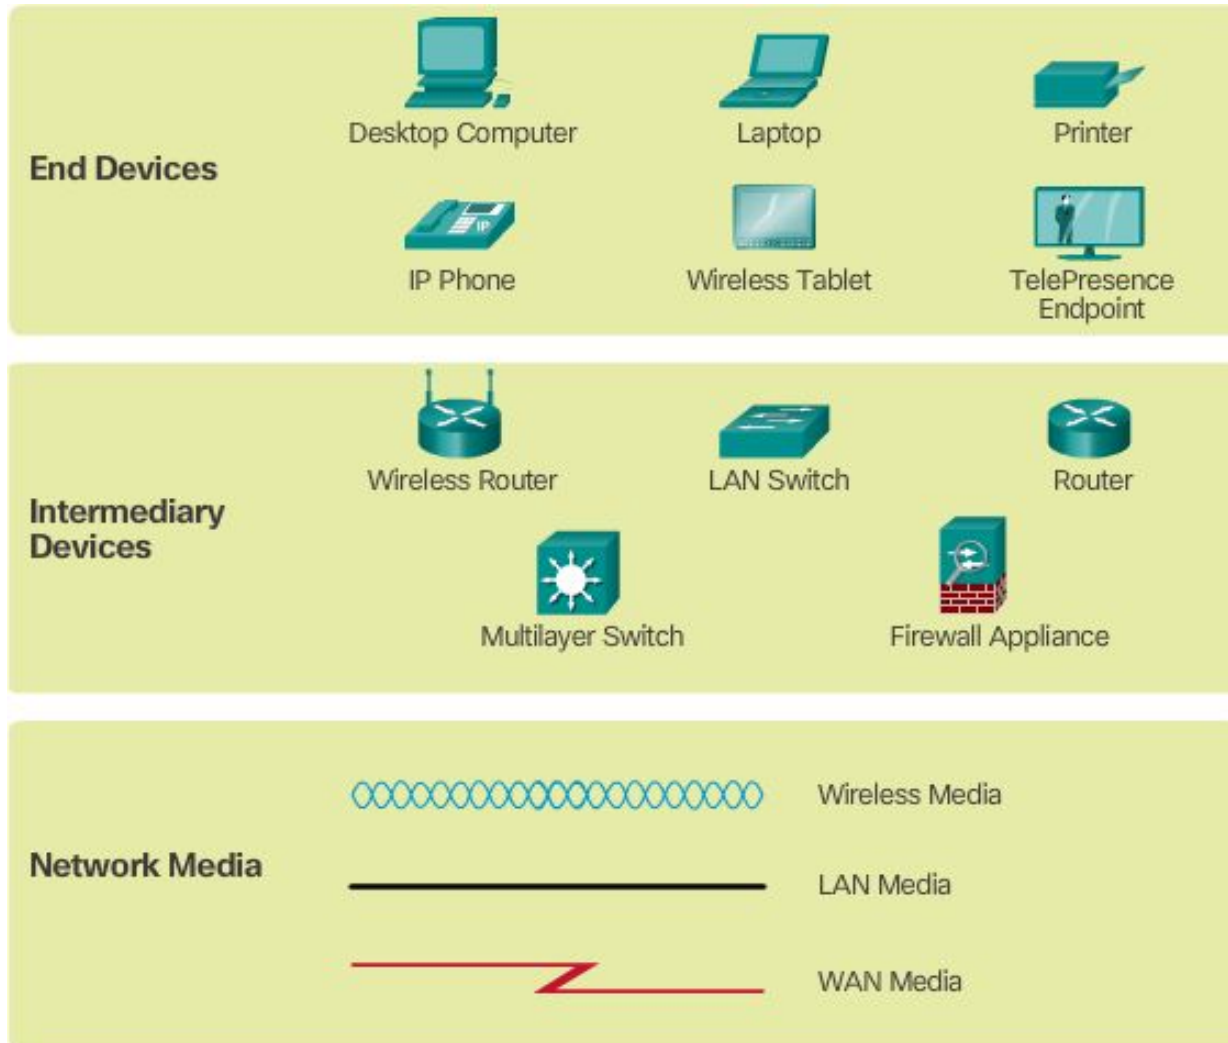 Desktop Computer
Laptop
Printer
End Devices
IP
IP Phone
Wireless Tablet
TelePresence
Endpoint
Wireless Router
LAN Switch
Router
Intermediary
Devices
Multilayer Switch
Firewall Appliance
Wireless Media
Network Media
LAN Media
WAN Media